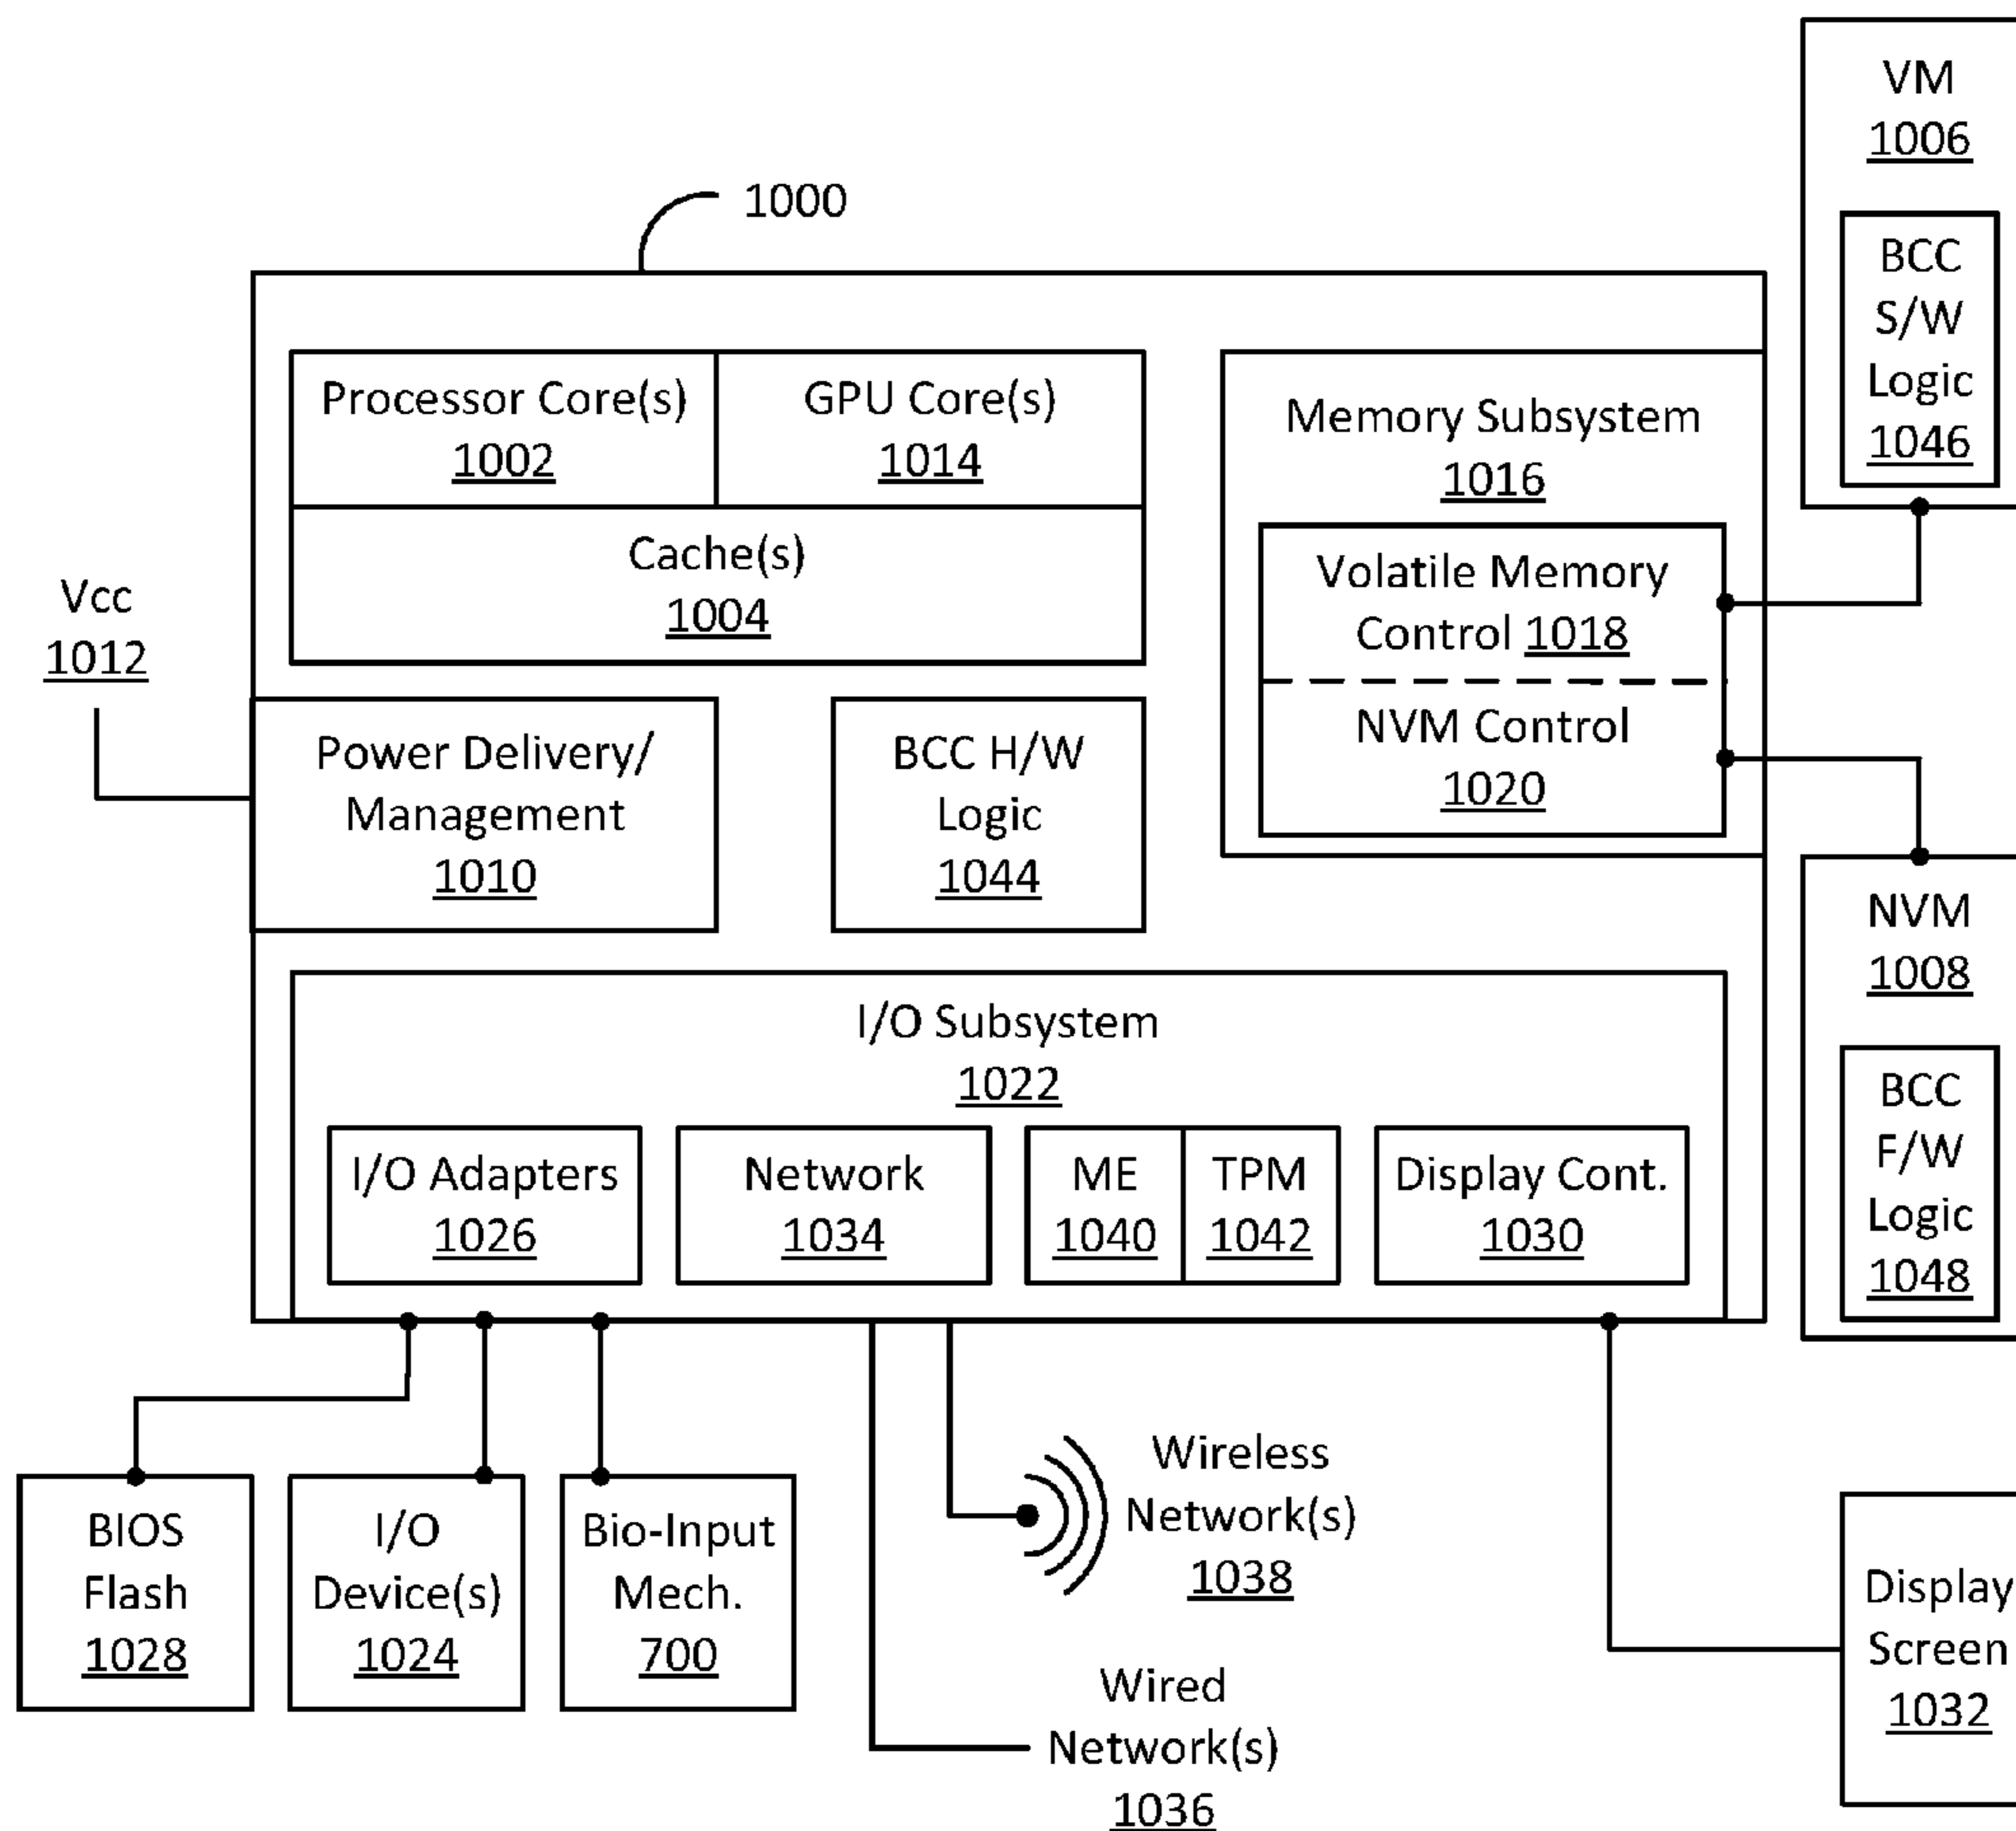 VM
1006
BCC
S/W
Logic
1046
1000
Processor Core(s)
1002
GPU Core(s)
1014
Cache(s)
1004
Memory Subsystem
1016
Volatile Memory
Control 1018
NVM Control
1020
Vcc
1012
Power Delivery/
Management
1010
BCC H/W
Logic
1044
NVM
1008
BCC
F/W
Logic
1048
I/O Subsystem
1022
I/O Adapters
1026
Network
1034
ME
1040
TPM
1042
Display Cont.
1030
BIOS
Flash
1028
I/O
Device(s)
1024
Bio-Input
Mech.
700
Wireless
Network(s)
1038
Wired
Network(s)
1036
Display
Screen
1032